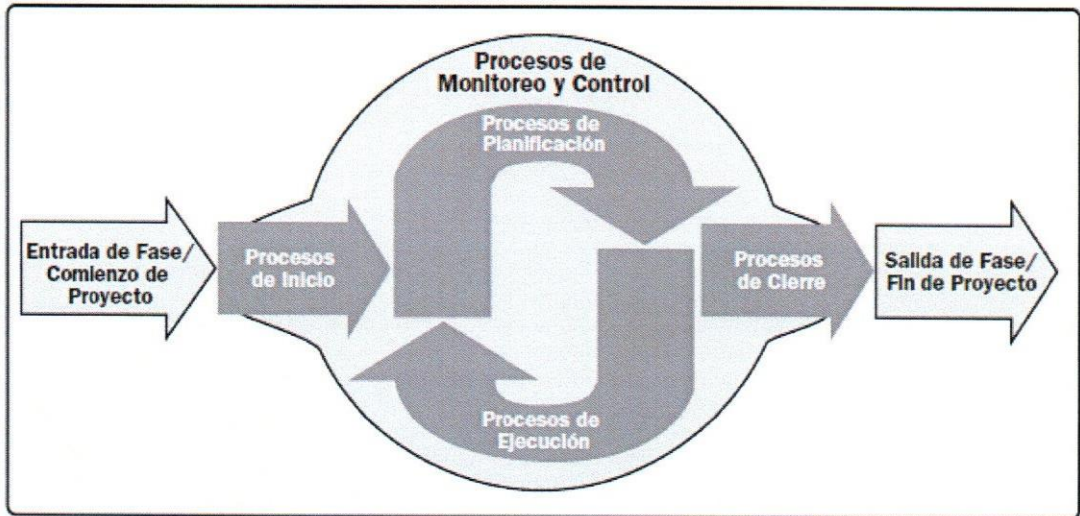 Procesos de
Monitoreo y Control
Procesos de
Planificación
Entrada de Fase/
Comienzo de
Proyecto
Procesos
de Inicio
Procesos
de Cierre
Salida de Fase/
Fin de Proyecto
Procesos de
Ejecución